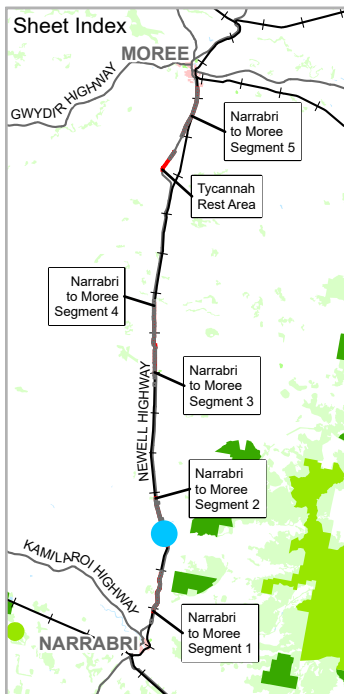 Sheet Index
MOREE
GWYDIR HIGHWAY
Narrabri
to Moree
Segment 5
Tycannah
Rest Area
Narrabri
to Moree
Segment 4
Narrabri
to Moree
Segment 3
NEWELL HIGHWAY
Narrabri
to Moree
Segment 2
KAMILAROI HIGHWAY
Narrabri
to Moree
Segment 1
NARRABRI